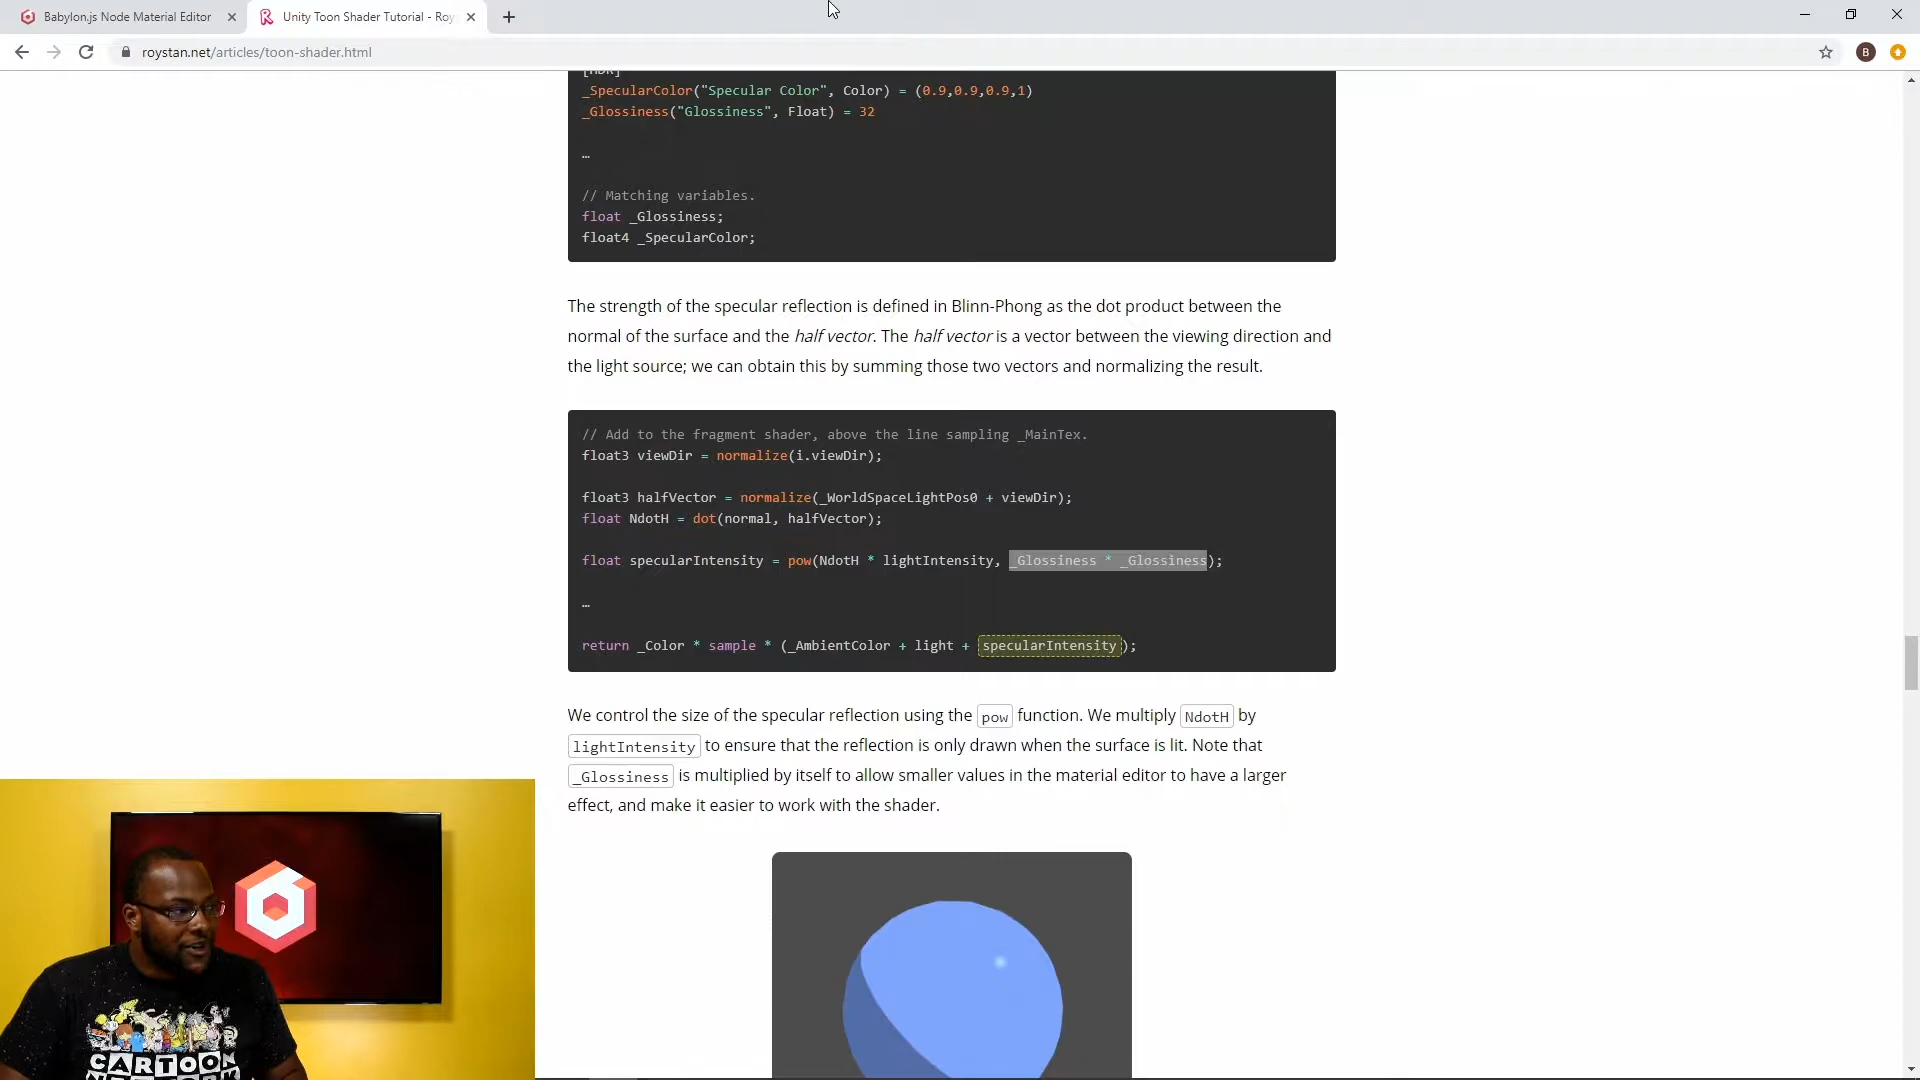 Babylon.js Node Material Editor
Unity Toon Shader Tutorial - Roy
roystan.net/articles/toon-shader.html
B
[HDR]
_SpecularColor("Specular Color", Color) = (0.9,0.9,0.9,1)
_Glossiness("Glossiness", Float) = 32
…
// Matching variables.
float _Glossiness;
float4 _SpecularColor;
The strength of the specular reflection is defined in Blinn-Phong as the dot product between the
normal of the surface and the half vector. The half vector is a vector between the viewing direction and
the light source; we can obtain this by summing those two vectors and normalizing the result.
// Add to the fragment shader, above the line sampling _MainTex.
float3 viewDir = normalize(i.viewDir);
float3 halfVector = normalize(_WorldSpaceLightPos0 + viewDir);
float NdotH = dot(normal, halfVector);
float specularIntensity = pow(NdotH * lightIntensity, _Glossiness * _Glossiness);
…
return _Color * sample * (_AmbientColor + light + specularIntensity);
We control the size of the specular reflection using the pow function. We multiply NdotH by
lightIntensity to ensure that the reflection is only drawn when the surface is lit. Note that
_Glossiness is multiplied by itself to allow smaller values in the material editor to have a larger
effect, and make it easier to work with the shader.
CARTOON